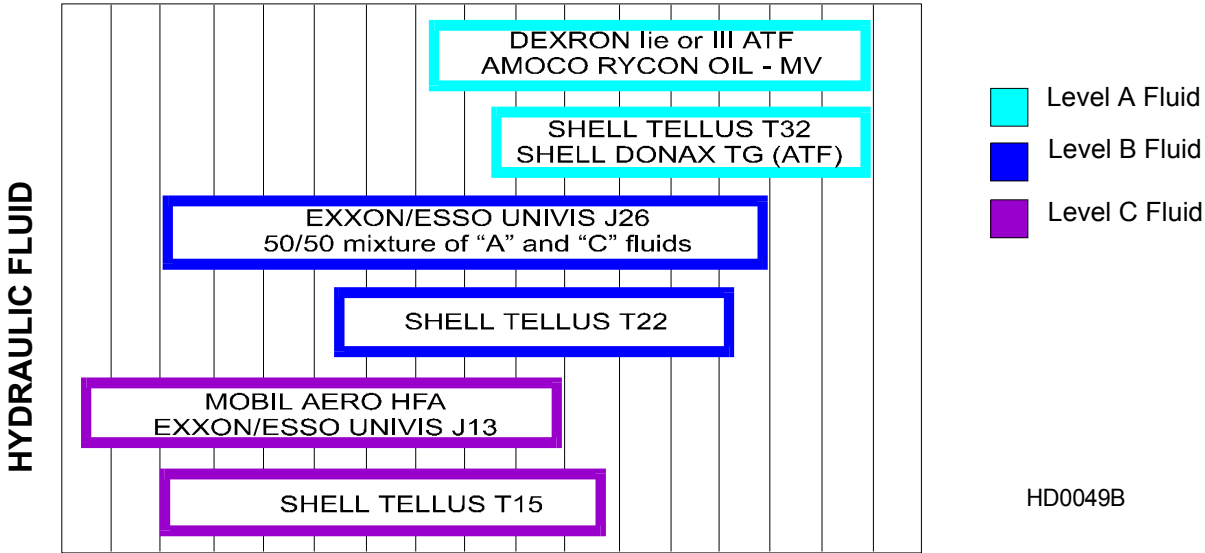 HYDRAULIC FLUID
DEXRON Iie or III ATF
AMOCO RYCON OIL - MV
SHELL TELLUS T32
SHELL DONAX TG (ATF)
EXXON/ESSO UNIVIS J26
50/50 mixture of “A” and “C” fluids
SHELL TELLUS T22
MOBIL AERO HFA
EXXON/ESSO UNIVIS J13
SHELL TELLUS T15
Level A Fluid
Level B Fluid
Level C Fluid
HD0049B